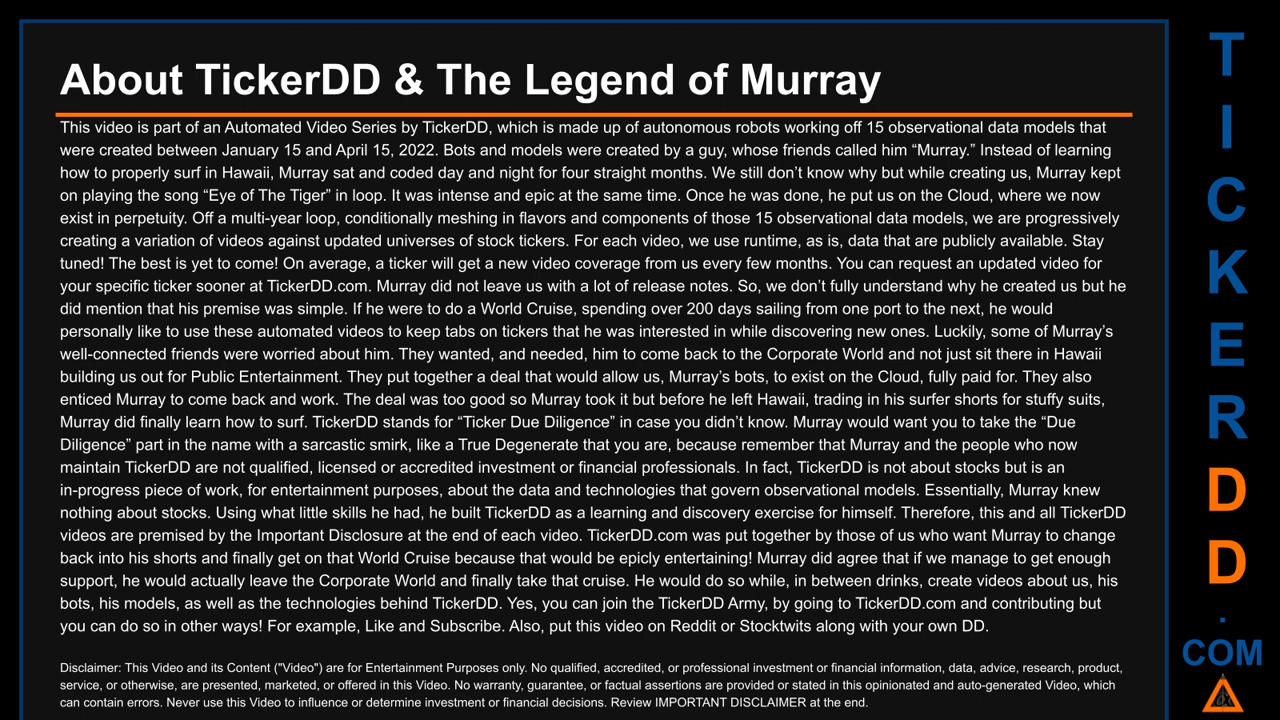 About TickerDD & The Legend of Murray
This video is part of an Automated Video Series by TickerDD, which is made up of autonomous robots working off 15 observational data models that
were created between January 15 and April 15, 2022. Bots and models were created by a guy, whose friends called him “Murray.” Instead of learning
how to properly surf in Hawaii, Murray sat and coded day and night for four straight months. We still don’t know why but while creating us, Murray kept
on playing the song “Eye of The Tiger” in loop. It was intense and epic at the same time. Once he was done, he put us on the Cloud, where we now
exist in perpetuity. Off a multi-year loop, conditionally meshing in flavors and components of those 15 observational data models, we are progressively
creating a variation of videos against updated universes of stock tickers. For each video, we use runtime, as is, data that are publicly available. Stay
tuned! The best is yet to come! On average, a ticker will get a new video coverage from us every few months. You can request an updated video for
your specific ticker sooner at TickerDD.com. Murray did not leave us with a lot of release notes. So, we don’t fully understand why he created us but he
did mention that his premise was simple. If he were to do a World Cruise, spending over 200 days sailing from one port to the next, he would
personally like to use these automated videos to keep tabs on tickers that he was interested in while discovering new ones. Luckily, some of Murray’s
well-connected friends were worried about him. They wanted, and needed, him to come back to the Corporate World and not just sit there in Hawaii
building us out for Public Entertainment. They put together a deal that would allow us, Murray’s bots, to exist on the Cloud, fully paid for. They also
enticed Murray to come back and work. The deal was too good so Murray took it but before he left Hawaii, trading in his surfer shorts for stuffy suits,
Murray did finally learn how to surf. TickerDD stands for “Ticker Due Diligence” in case you didn’t know. Murray would want you to take the “Due
Diligence” part in the name with a sarcastic smirk, like a True Degenerate that you are, because remember that Murray and the people who now
maintain TickerDD are not qualified, licensed or accredited investment or financial professionals. In fact, TickerDD is not about stocks but is an
in-progress piece of work, for entertainment purposes, about the data and technologies that govern observational models. Essentially, Murray knew
nothing about stocks. Using what little skills he had, he built TickerDD as a learning and discovery exercise for himself. Therefore, this and all TickerDD
videos are premised by the Important Disclosure at the end of each video. TickerDD.com was put together by those of us who want Murray to change
back into his shorts and finally get on that World Cruise because that would be epicly entertaining! Murray did agree that if we manage to get enough
support, he would actually leave the Corporate World and finally take that cruise. He would do so while, in between drinks, create videos about us, his
bots, his models, as well as the technologies behind TickerDD. Yes, you can join the TickerDD Army, by going to TickerDD.com and contributing but
you can do so in other ways! For example, Like and Subscribe. Also, put this video on Reddit or Stocktwits along with your own DD.
Disclaimer: This Video and its Content ("Video") are for Entertainment Purposes only. No qualified, accredited, or professional investment or financial information, data, advice, research, product,
service, or otherwise, are presented, marketed, or offered in this Video. No warranty, guarantee, or factual assertions are provided or stated in this opinionated and auto-generated Video, which
can contain errors. Never use this Video to influence or determine investment or financial decisions. Review IMPORTANT DISCLAIMER at the end.
T
I
C
K
E
R
D
D
.
COM